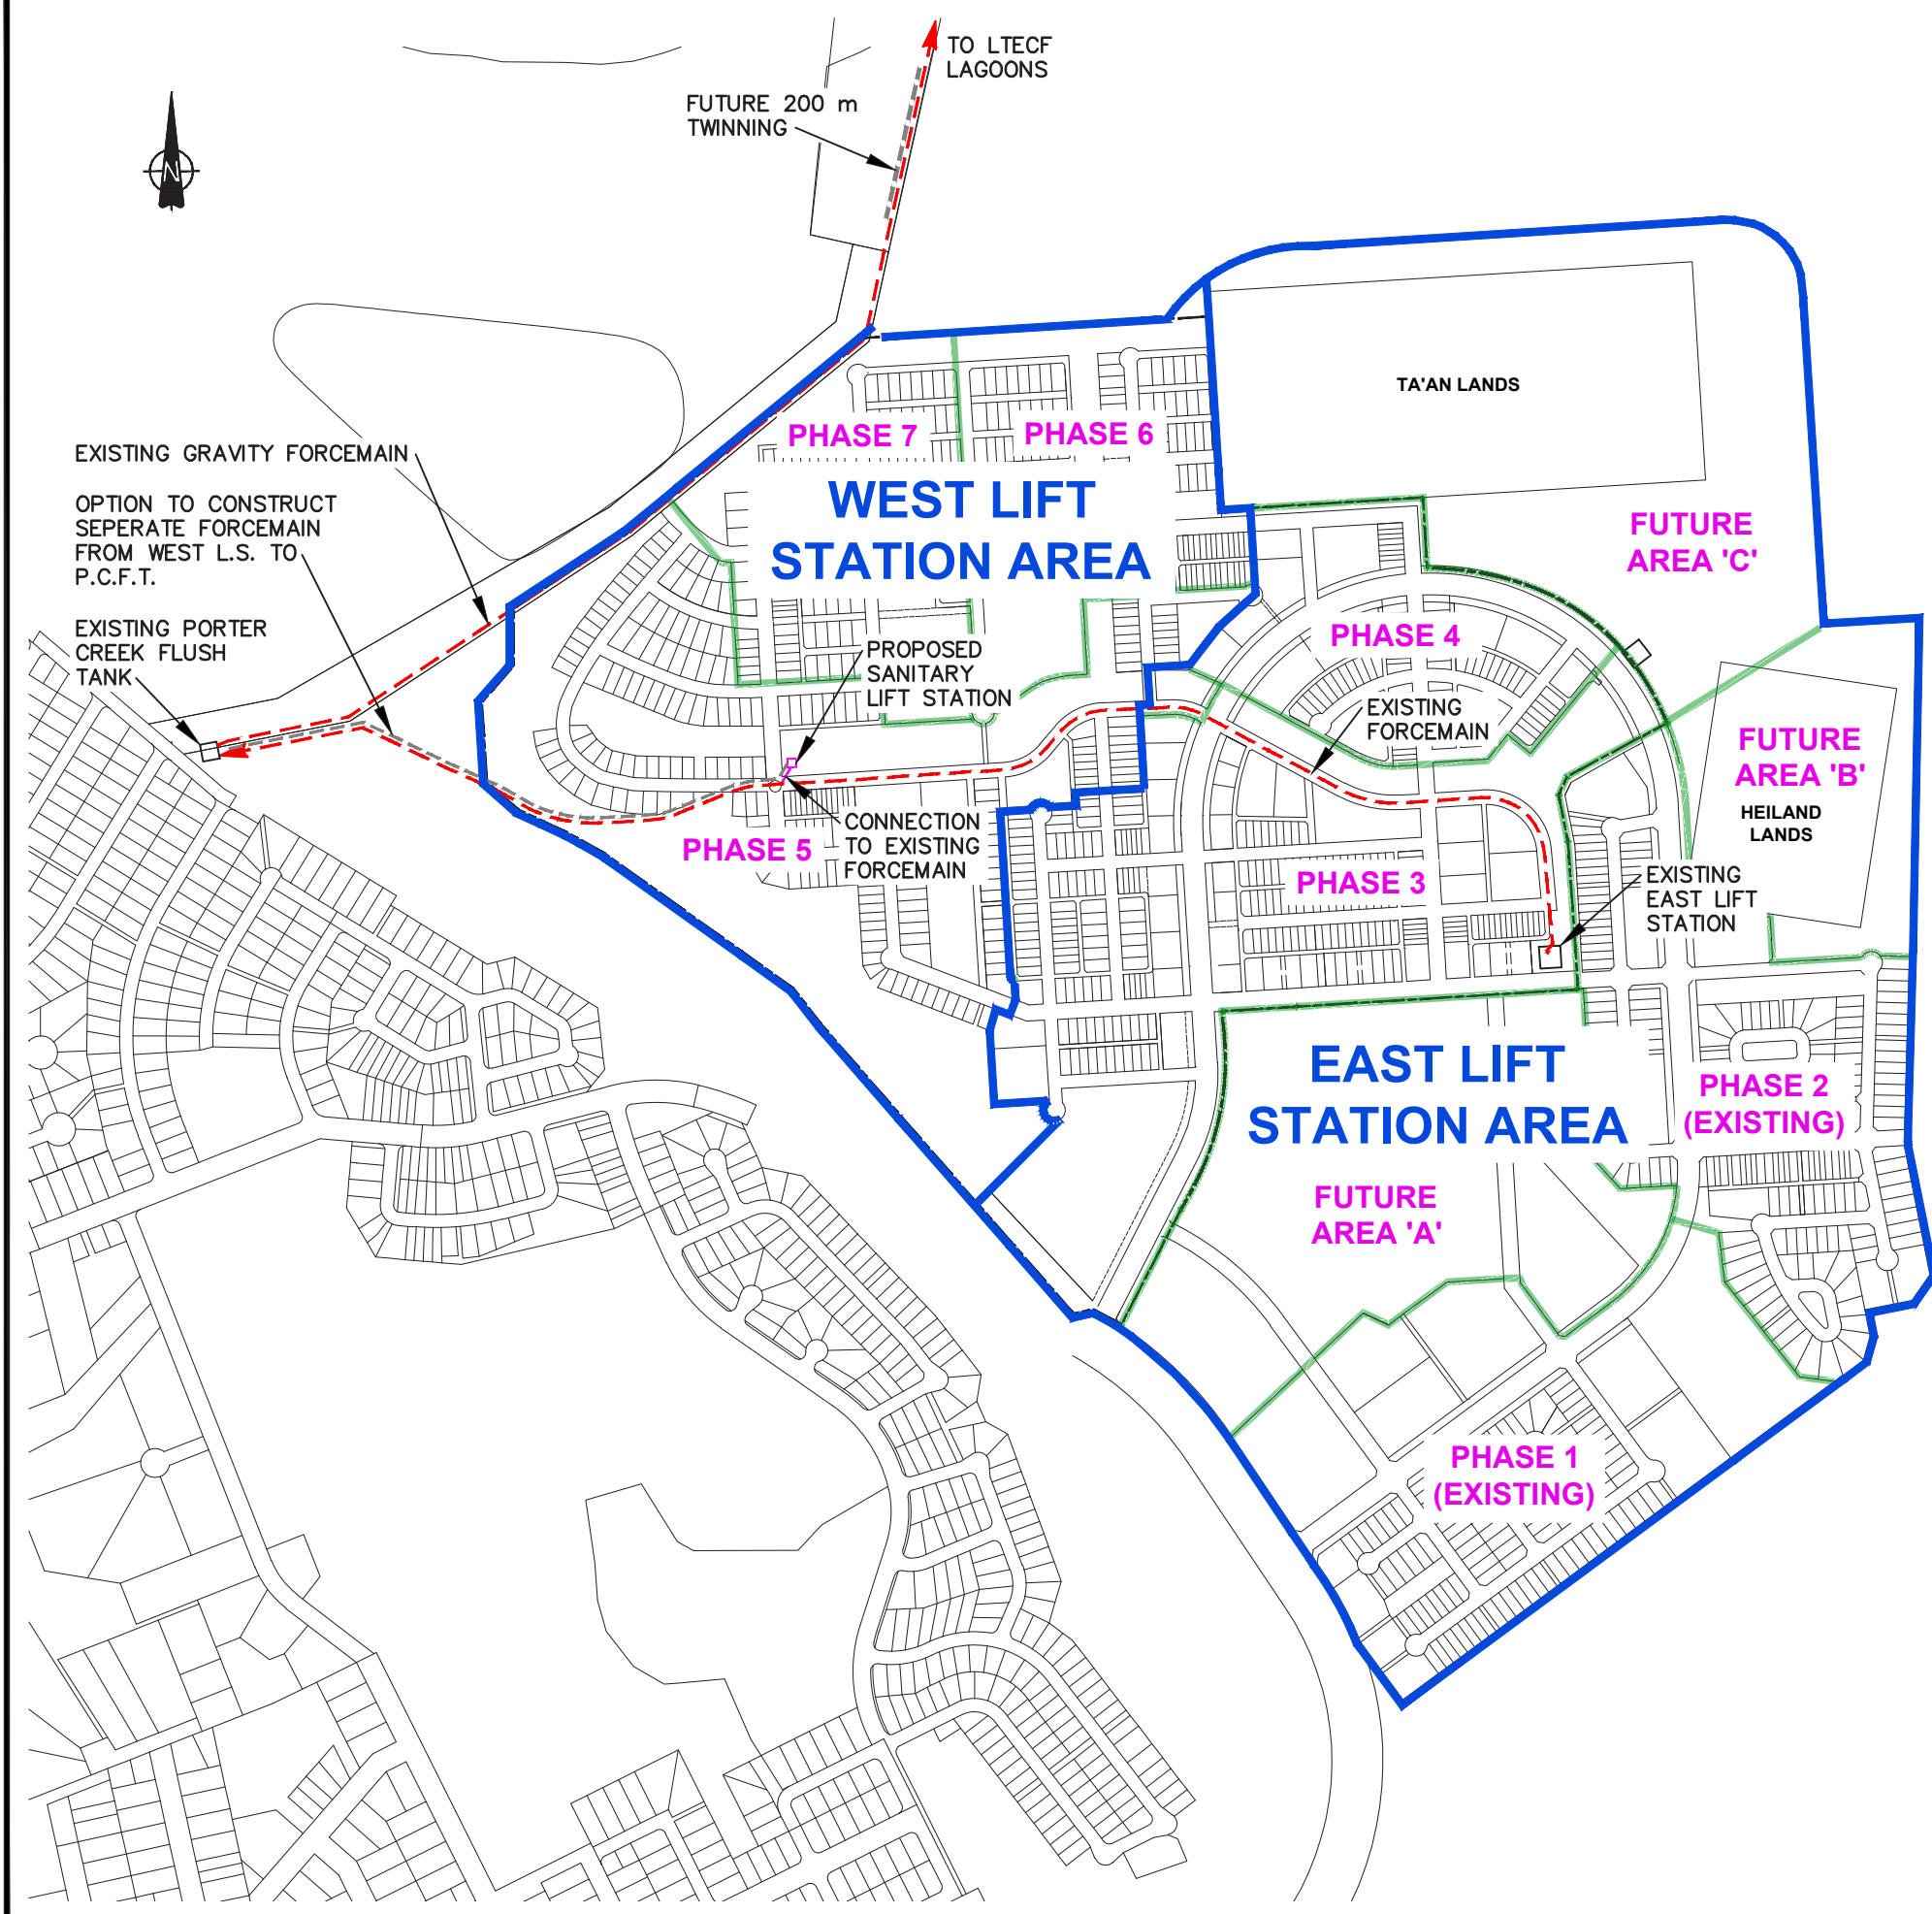 TO LTECF
LAGOONS
FUTURE 200 m
TWINNING
N
TA'AN LANDS
PHASE 7
PHASE 6
EXISTING GRAVITY FORCEMAIN
WEST LIFT
STATION AREA
OPTION TO CONSTRUCT
SEPERATE FORCEMAIN
FROM WEST L.S. TO
P.C.F.T.
FUTURE
AREA 'C'
EXISTING PORTER
CREEK FLUSH
TANK
PHASE 4
PROPOSED
SANITARY
LIFT STATION
EXISTING
FORCEMAIN
FUTURE
AREA 'B'
HEILAND
LANDS
CONNECTION
TO EXISTING
FORCEMAIN
PHASE 5
PHASE 3
EXISTING
EAST LIFT
STATION
EAST LIFT
STATION AREA
PHASE 2
(EXISTING)
FUTURE
AREA 'A'
PHASE 1
(EXISTING)